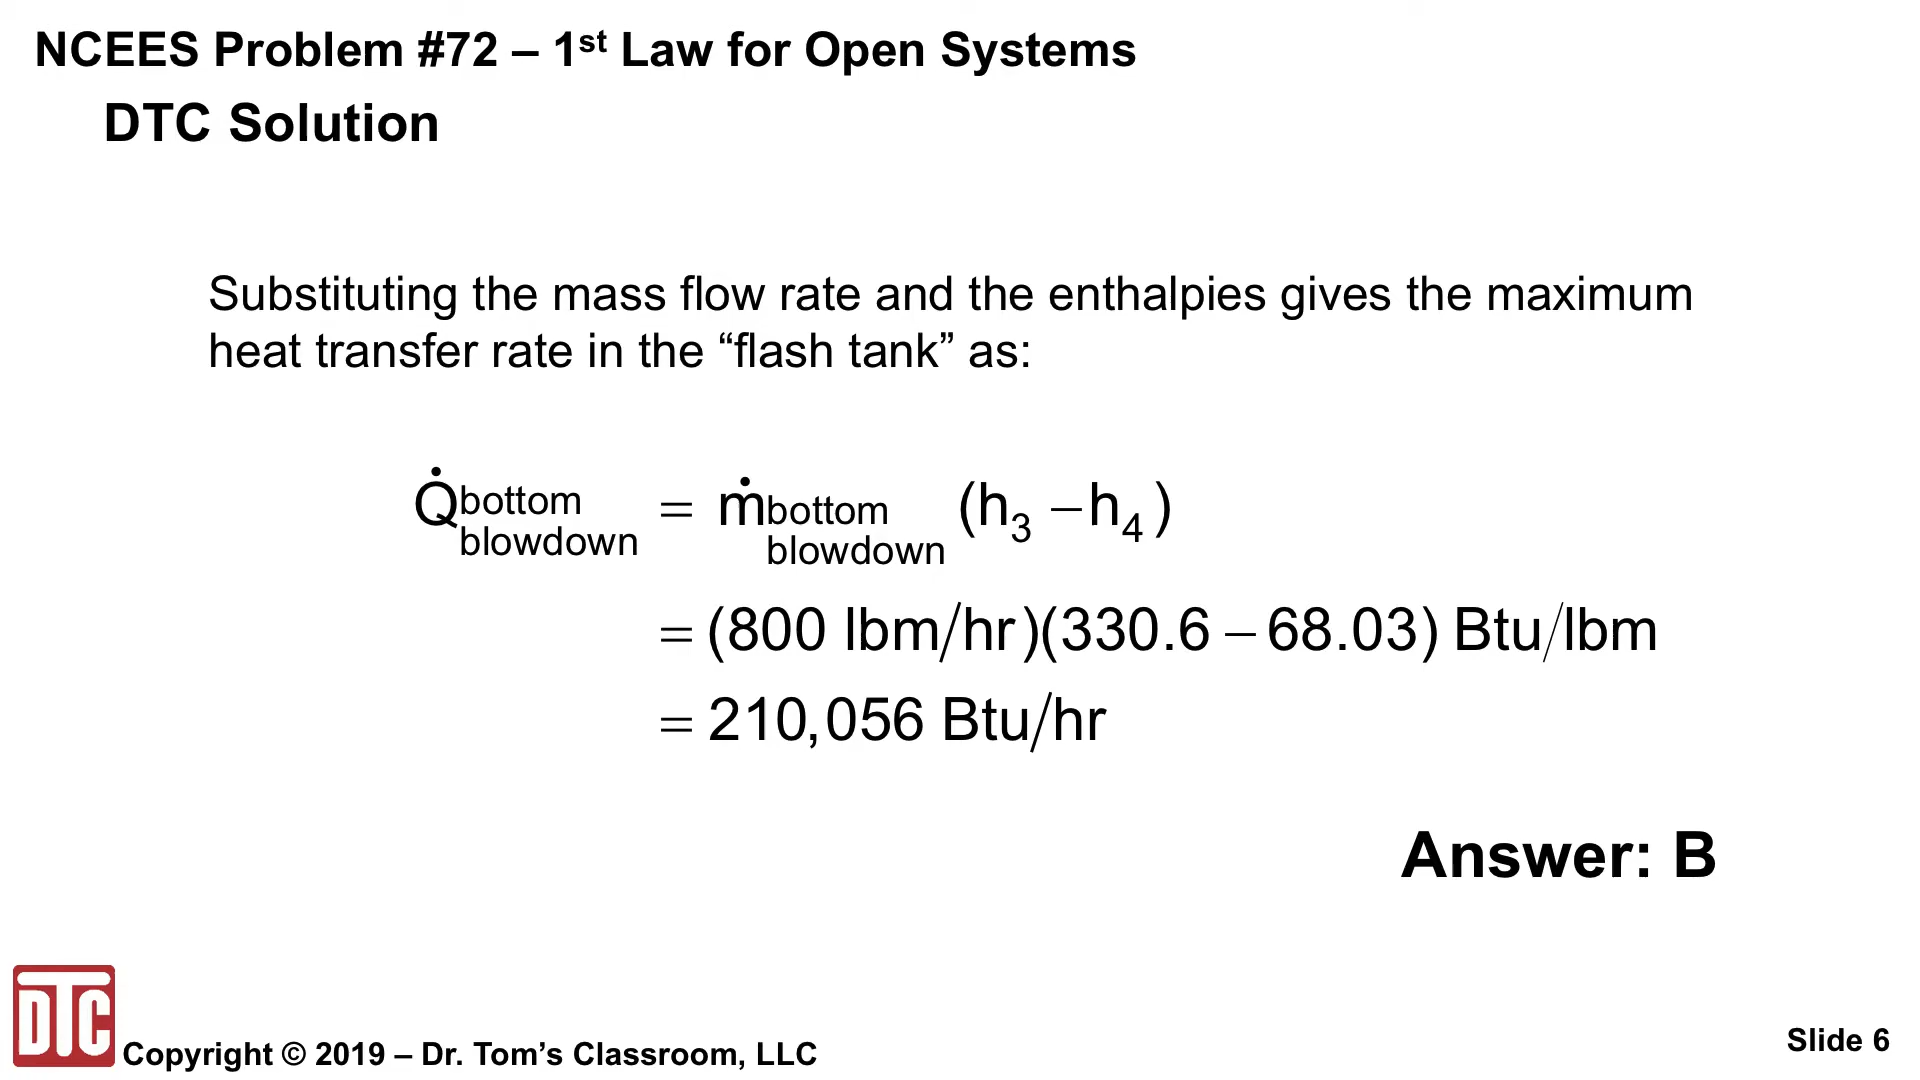 NCEES Problem #72 – 1st Law for Open Systems
DTC Solution
Substituting the mass flow rate and the enthalpies gives the maximum
heat transfer rate in the “flash tank” as:
Q̇bottom blowdown = ṁbottom blowdown (h3 − h4)
= (800 lbm/hr)(330.6 − 68.03) Btu/lbm
= 210,056 Btu/hr
Answer: B
DTC
Copyright © 2019 – Dr. Tom’s Classroom, LLC
Slide 6